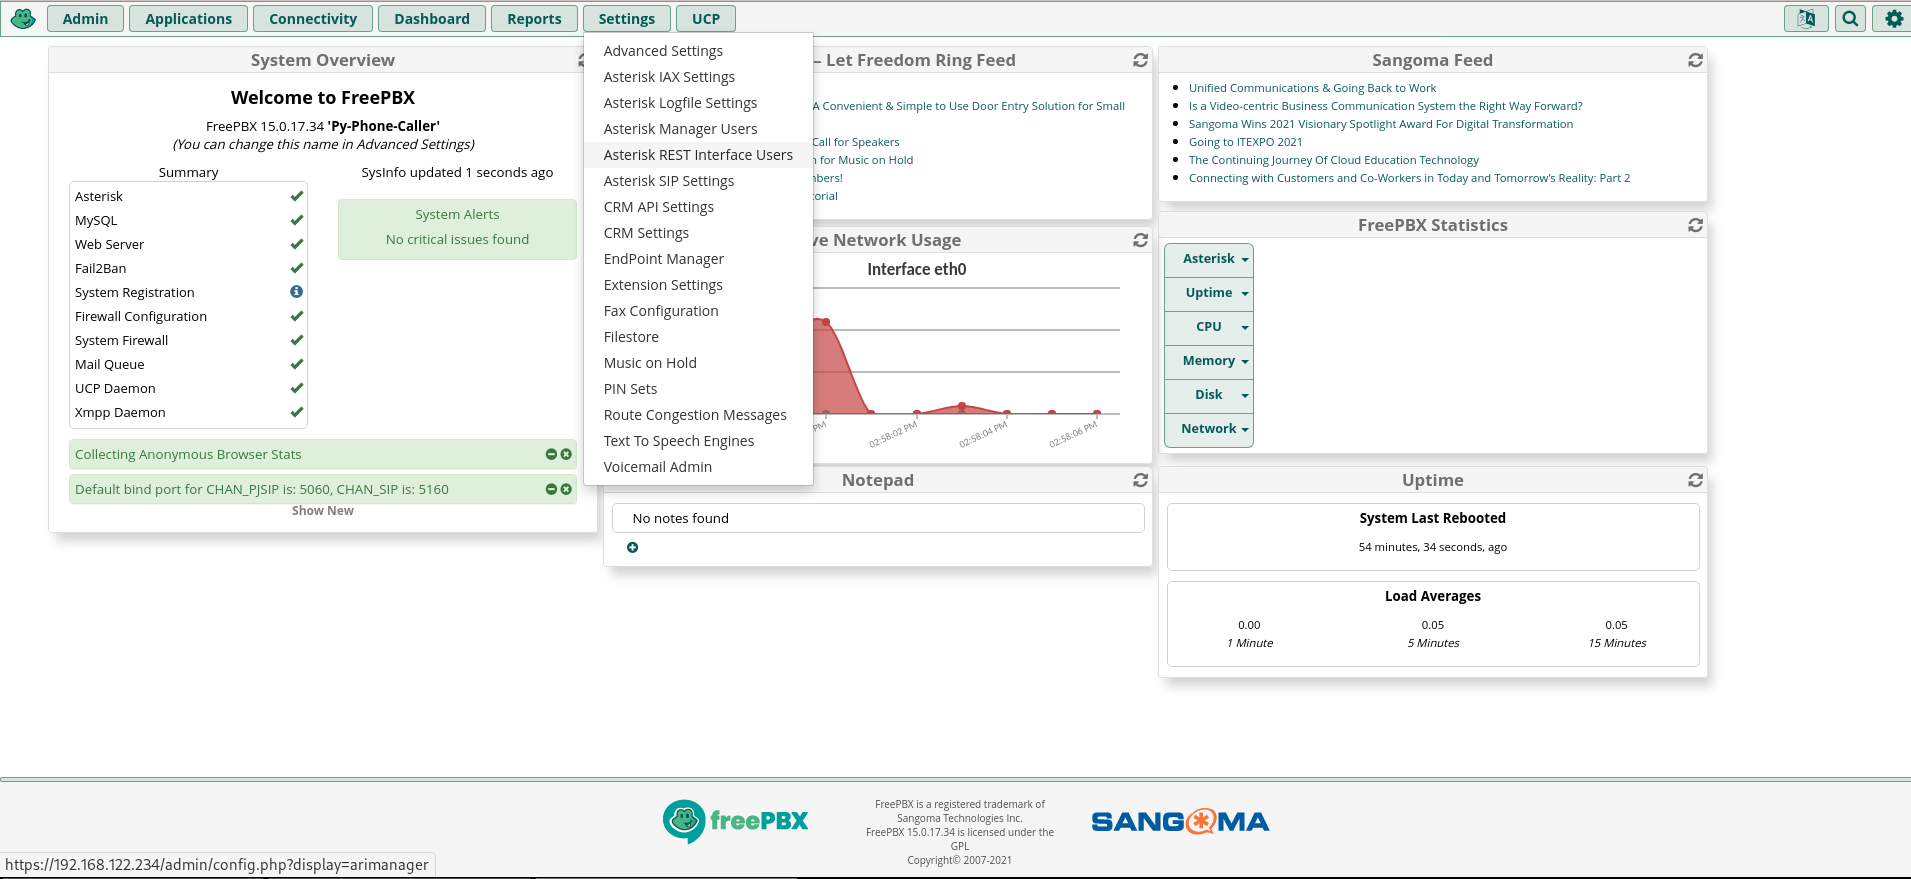 Admin
Applications
Connectivity
Dashboard
Reports
Settings
UCP
System Overview
Welcome to FreePBX
FreePBX 15.0.17.34 'Py-Phone-Caller'
(You can change this name in Advanced Settings)
Summary
SysInfo updated 1 seconds ago
Asterisk
MySQL
Web Server
Fail2Ban
System Registration
Firewall Configuration
System Firewall
Mail Queue
UCP Daemon
Xmpp Daemon
System Alerts
No critical issues found
Collecting Anonymous Browser Stats
Default bind port for CHAN_PJSIP is: 5060, CHAN_SIP is: 5160
Show New
Advanced Settings
Asterisk IAX Settings
Asterisk Logfile Settings
Asterisk Manager Users
Asterisk REST Interface Users
Asterisk SIP Settings
CRM API Settings
CRM Settings
EndPoint Manager
Extension Settings
Fax Configuration
Filestore
Music on Hold
PIN Sets
Route Congestion Messages
Text To Speech Engines
Voicemail Admin
– Let Freedom Ring Feed
A Convenient & Simple to Use Door Entry Solution for Small
Call for Speakers
for Music on Hold
Network Usage
Interface eth0
PM
02:58:02 PM
02:58:04 PM
02:58:06 PM
Notepad
No notes found
Sangoma Feed
Unified Communications & Going Back to Work
Is a Video-centric Business Communication System the Right Way Forward?
Sangoma Wins 2021 Visionary Spotlight Award For Digital Transformation
Going to ITEXPO 2021
The Continuing Journey Of Cloud Education Technology
Connecting with Customers and Co-Workers in Today and Tomorrow's Reality: Part 2
FreePBX Statistics
Asterisk
Uptime
CPU
Memory
Disk
Network
Uptime
System Last Rebooted
54 minutes, 34 seconds, ago
Load Averages
0.00
1 Minute
0.05
5 Minutes
0.05
15 Minutes
freePBX
FreePBX is a registered trademark of
Sangoma Technologies Inc.
FreePBX 15.0.17.34 is licensed under the
GPL
Copyright© 2007-2021
SANGOMA
https://192.168.122.234/admin/config.php?display=arimanager